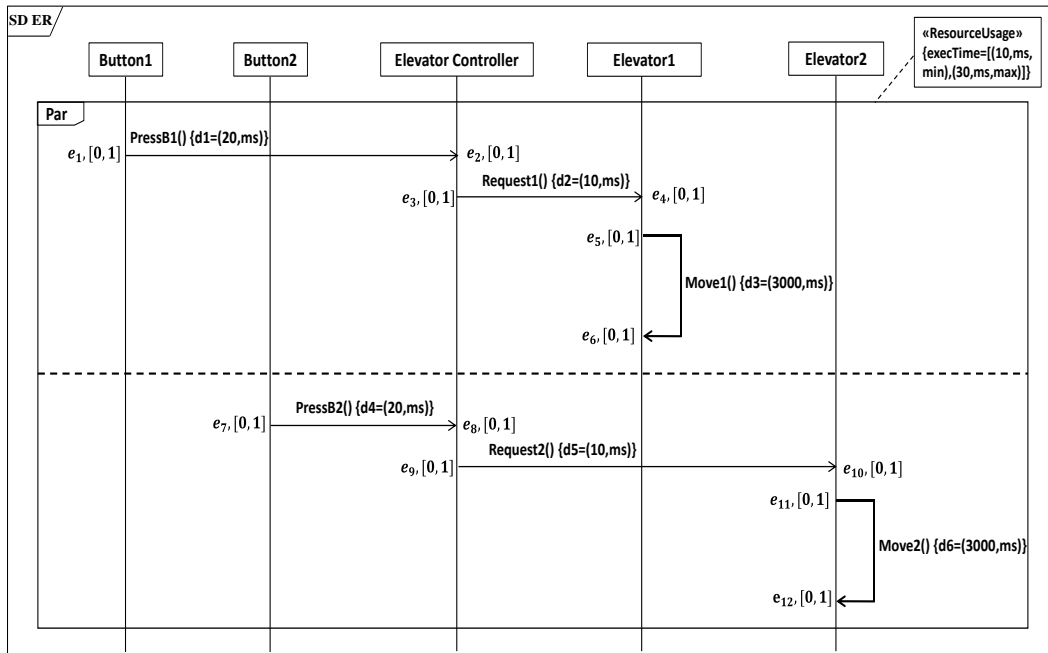 SD ER
«ResourceUsage»
{execTime=[(10,ms,
min),(30,ms,max)]}
Button1
Button2
Elevator Controller
Elevator1
Elevator2
Par
PressB1() {d1=(20,ms)}
e₁, [0, 1]
e₂, [0, 1]
Request1() {d2=(10,ms)}
e₃, [0, 1]
e₄, [0, 1]
e₅, [0, 1]
Move1() {d3=(3000,ms)}
e₆, [0, 1]
PressB2() {d4=(20,ms)}
e₇, [0, 1]
e₈, [0, 1]
Request2() {d5=(10,ms)}
e₉, [0, 1]
e₁₀, [0, 1]
e₁₁, [0, 1]
Move2() {d6=(3000,ms)}
e₁₂, [0, 1]